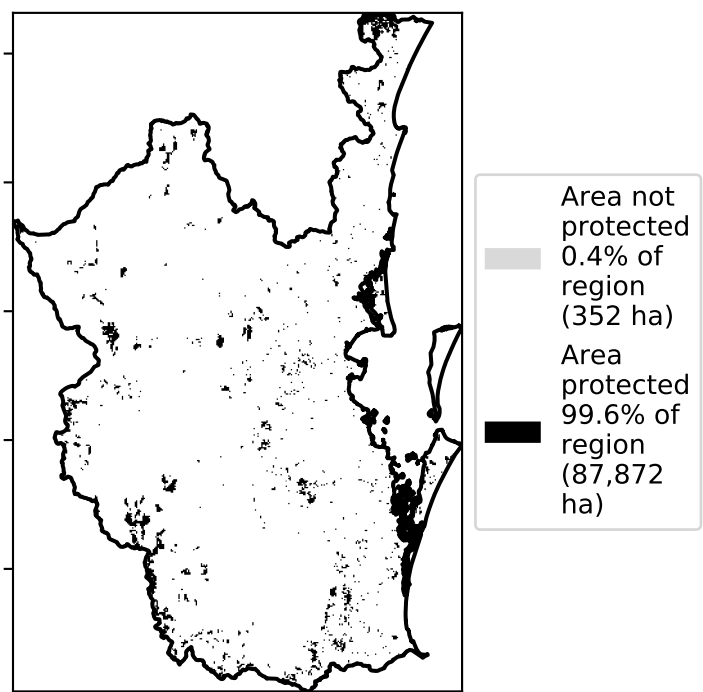 Area not
protected
0.4% of
region
(352 ha)
Area
protected
99.6% of
region
(87,872
ha)